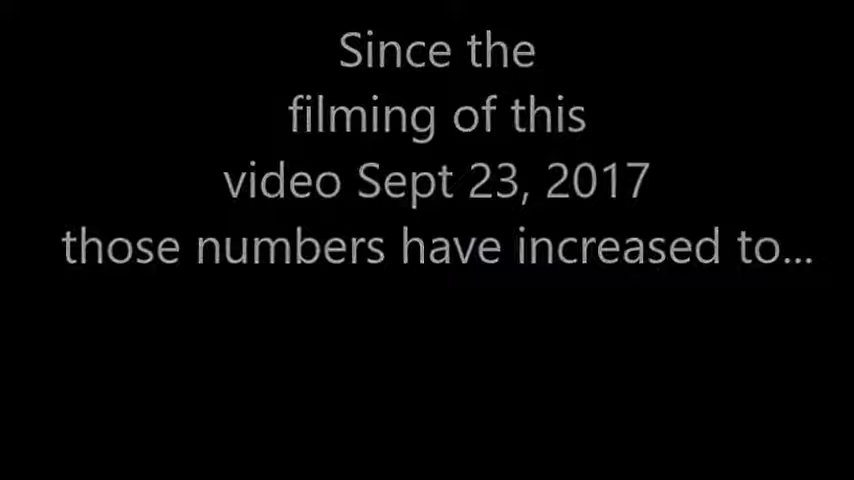 Since the
filming of this
video Sept 23, 2017
those numbers have increased to...